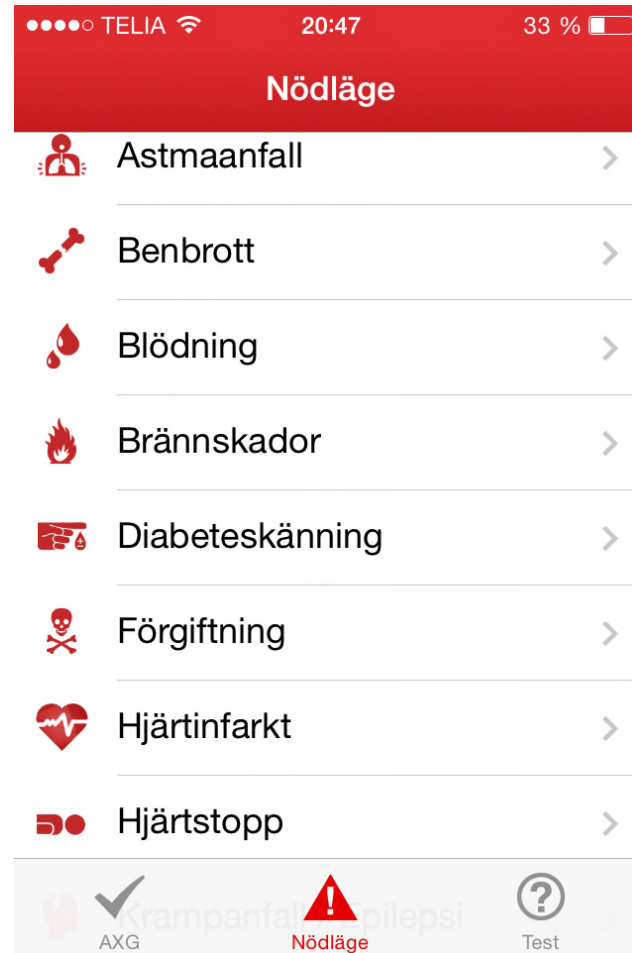 TELIA 20:47 33 %
Nödläge
Astmaanfall
Benbrott
Blödning
Brännskador
Diabeteskänning
Förgiftning
Hjärtinfarkt
Hjärtstopp
Krampanfall / Epilepsi
AXG Nödläge Test